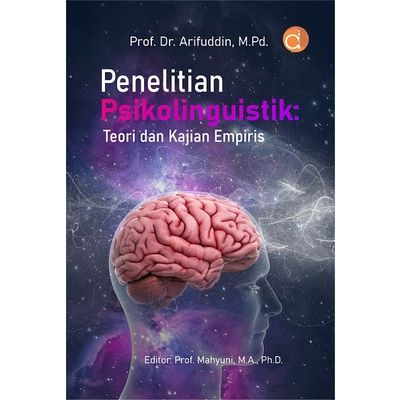 Prof. Dr. Arifuddin, M.Pd.
Penelitian
Psikolinguistik:
Teori dan Kajian Empiris
Editor: Prof. Mahyuni, M.A., Ph.D.